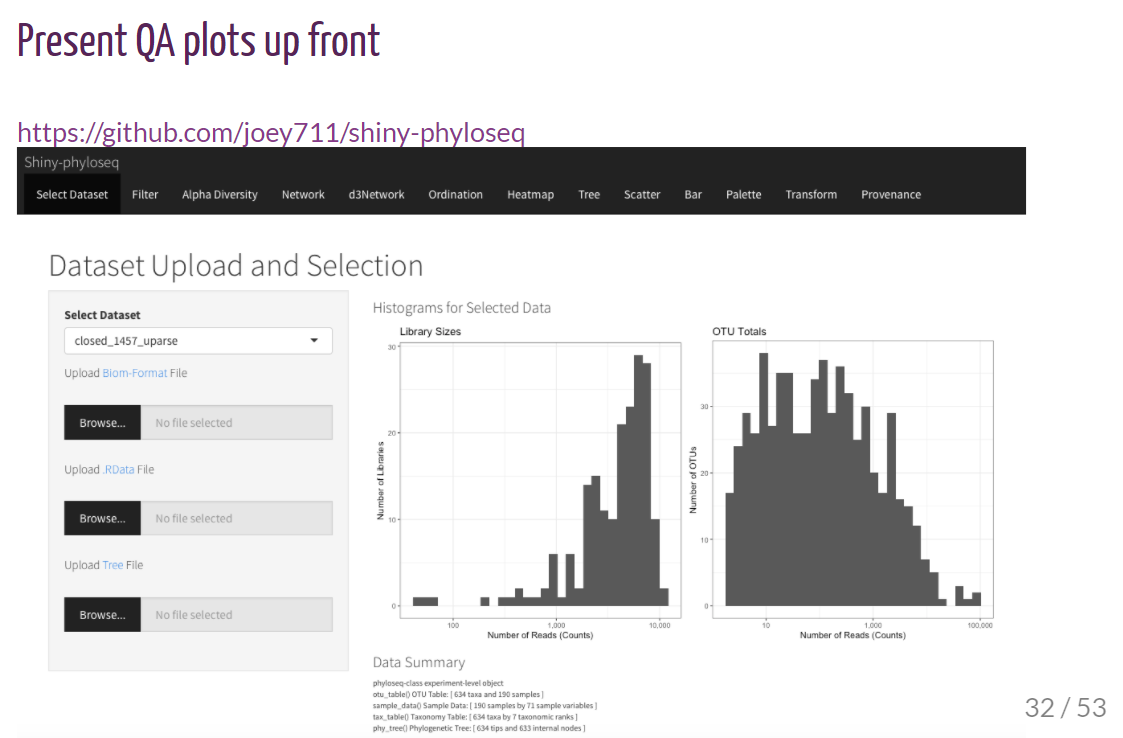 Present QA plots up front
https://github.com/joey711/shiny-phyloseq
Shiny-phyloseq
Select Dataset Filter Alpha Diversity Network d3Network Ordination Heatmap Tree Scatter Bar Palette Transform Provenance
Dataset Upload and Selection
Select Dataset
closed_1457_uparse
Upload Biom-Format File
Browse... No file selected
Upload .RData File
Browse... No file selected
Upload Tree File
Browse... No file selected
Histograms for Selected Data
Library Sizes
30
20
10
0
Number of Libraries
100 1,000 10,000
Number of Reads (Counts)
OTU Totals
30
20
10
0
Number of OTUs
10 1,000 100,000
Number of Reads (Counts)
Data Summary
phyloseq-class experiment-level object
otu_table() OTU Table: [ 634 taxa and 190 samples ]
sample_data() Sample Data: [ 190 samples by 71 sample variables ]
tax_table() Taxonomy Table: [ 634 taxa by 7 taxonomic ranks ]
phy_tree() Phylogenetic Tree: [ 634 tips and 633 internal nodes ]
32 / 53